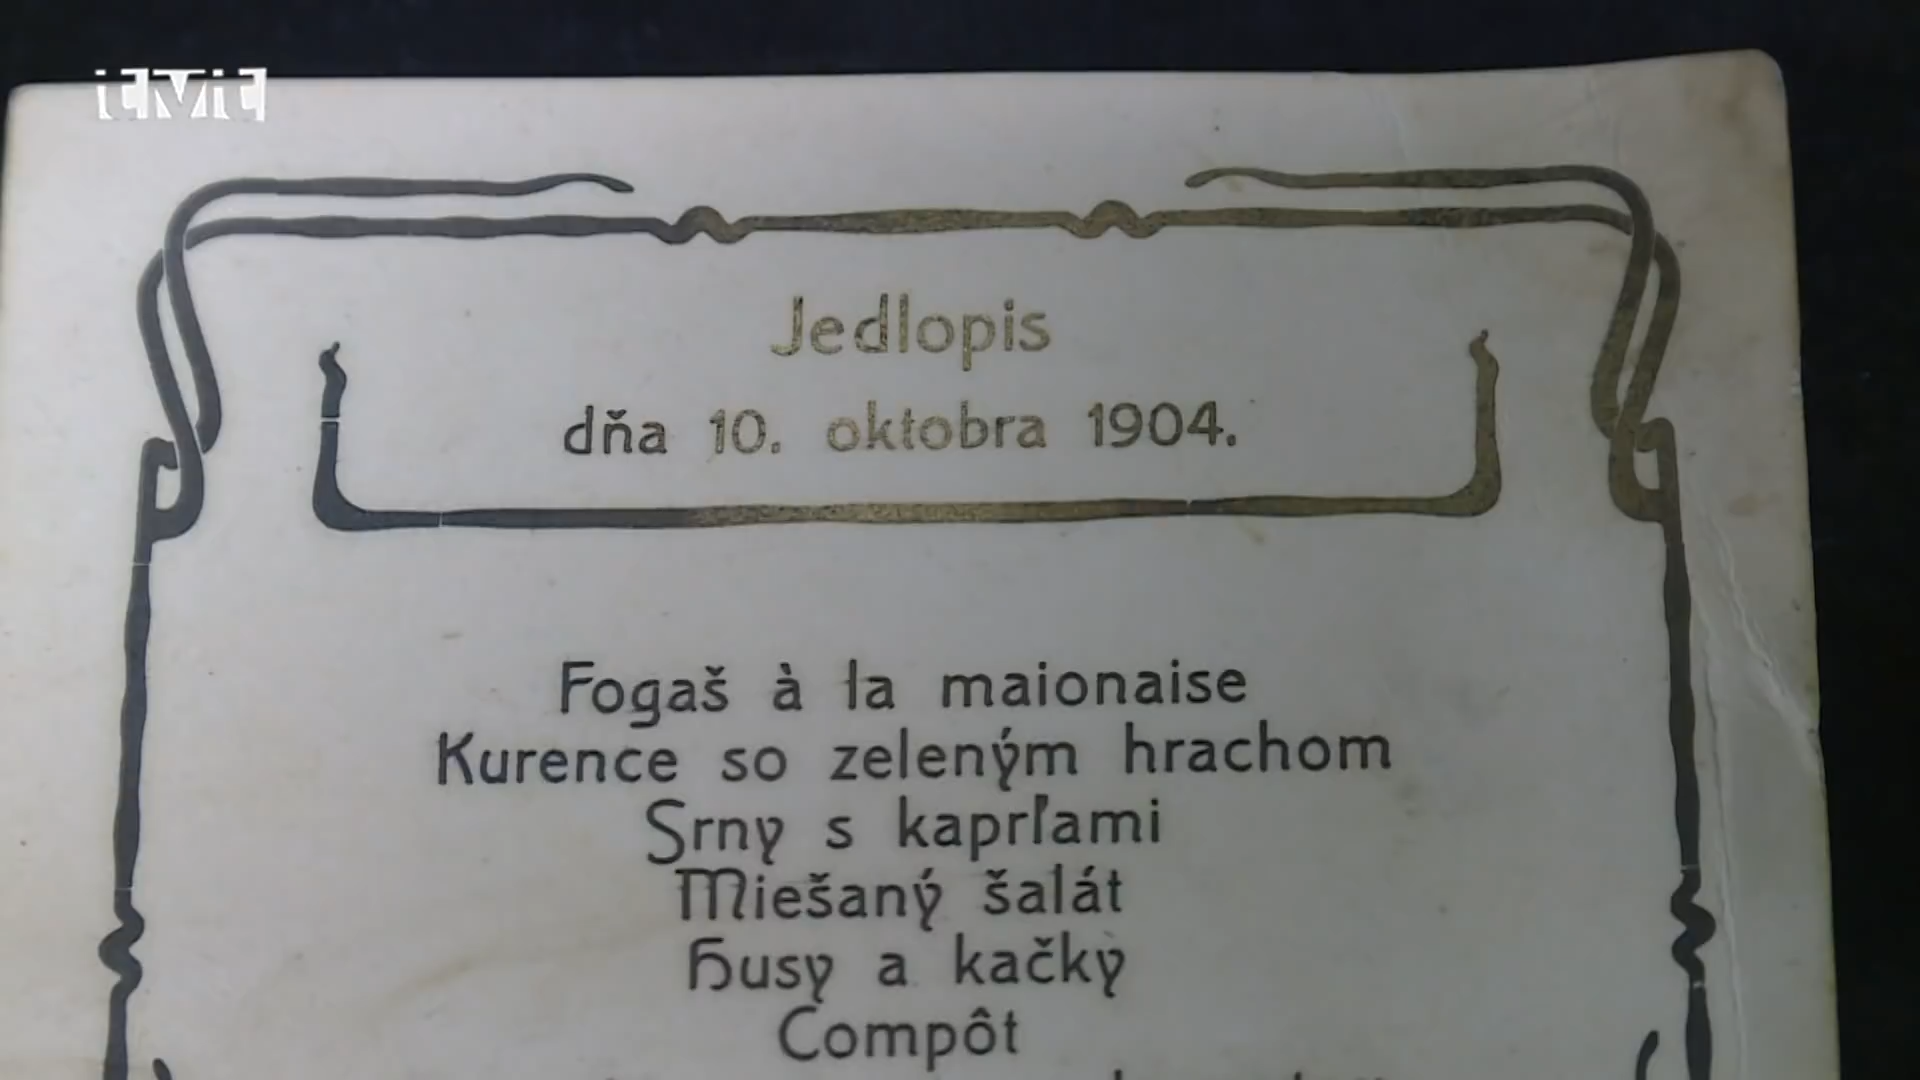 Jedlopis
dňa 10. oktobra 1904.
Fogaš à la maionaise
Kurence so zeleným hrachom
Srny s kaprľami
Miešaný šalát
Husy a kačky
Compôt